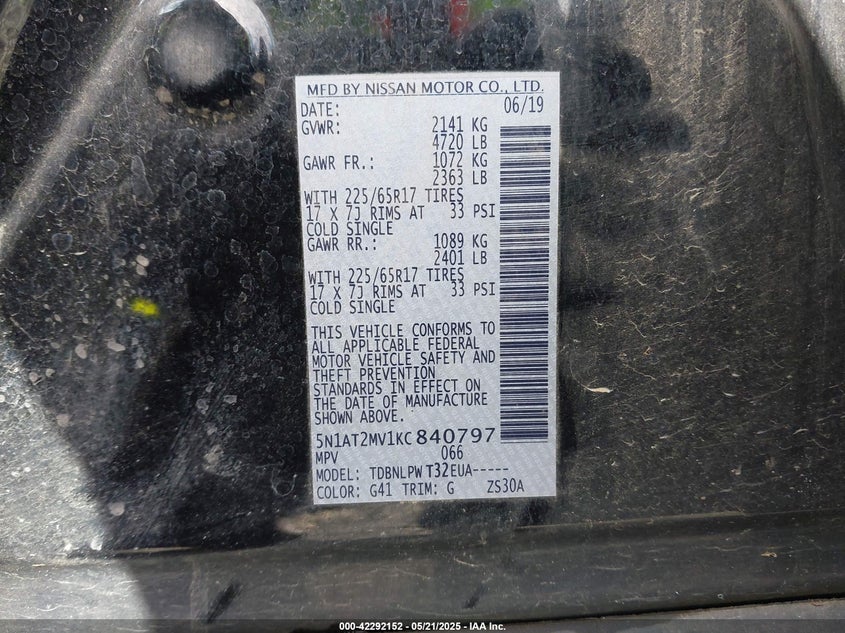 MFD BY NISSAN MOTOR CO., LTD.
DATE: 06/19
GVWR: 2141 KG
4720 LB
GAWR FR.: 1072 KG
2363 LB
WITH 225/65R17 TIRES
17 X 7J RIMS AT 33 PSI
COLD SINGLE
GAWR RR.: 1089 KG
2401 LB
WITH 225/65R17 TIRES
17 X 7J RIMS AT 33 PSI
COLD SINGLE
THIS VEHICLE CONFORMS TO
ALL APPLICABLE FEDERAL
MOTOR VEHICLE SAFETY AND
THEFT PREVENTION
STANDARDS IN EFFECT ON
THE DATE OF MANUFACTURE
SHOWN ABOVE.
5N1AT2MV1KC840797
MPV 066
MODEL: TDBNLPWT32EUA-----
COLOR: G41 TRIM: G ZS30A
000-42292152 - 05/21/2025 - IAA Inc.